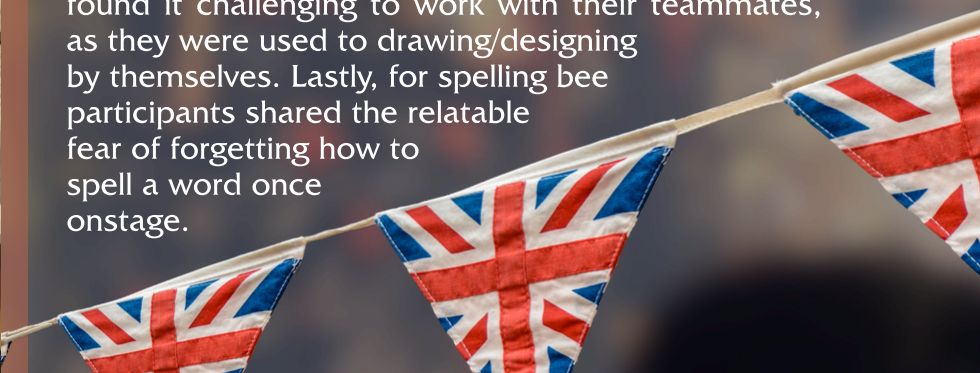 found it challenging to work with their teammates,
as they were used to drawing/designing
by themselves. Lastly, for spelling bee
participants shared the relatable
fear of forgetting how to
spell a word once
onstage.